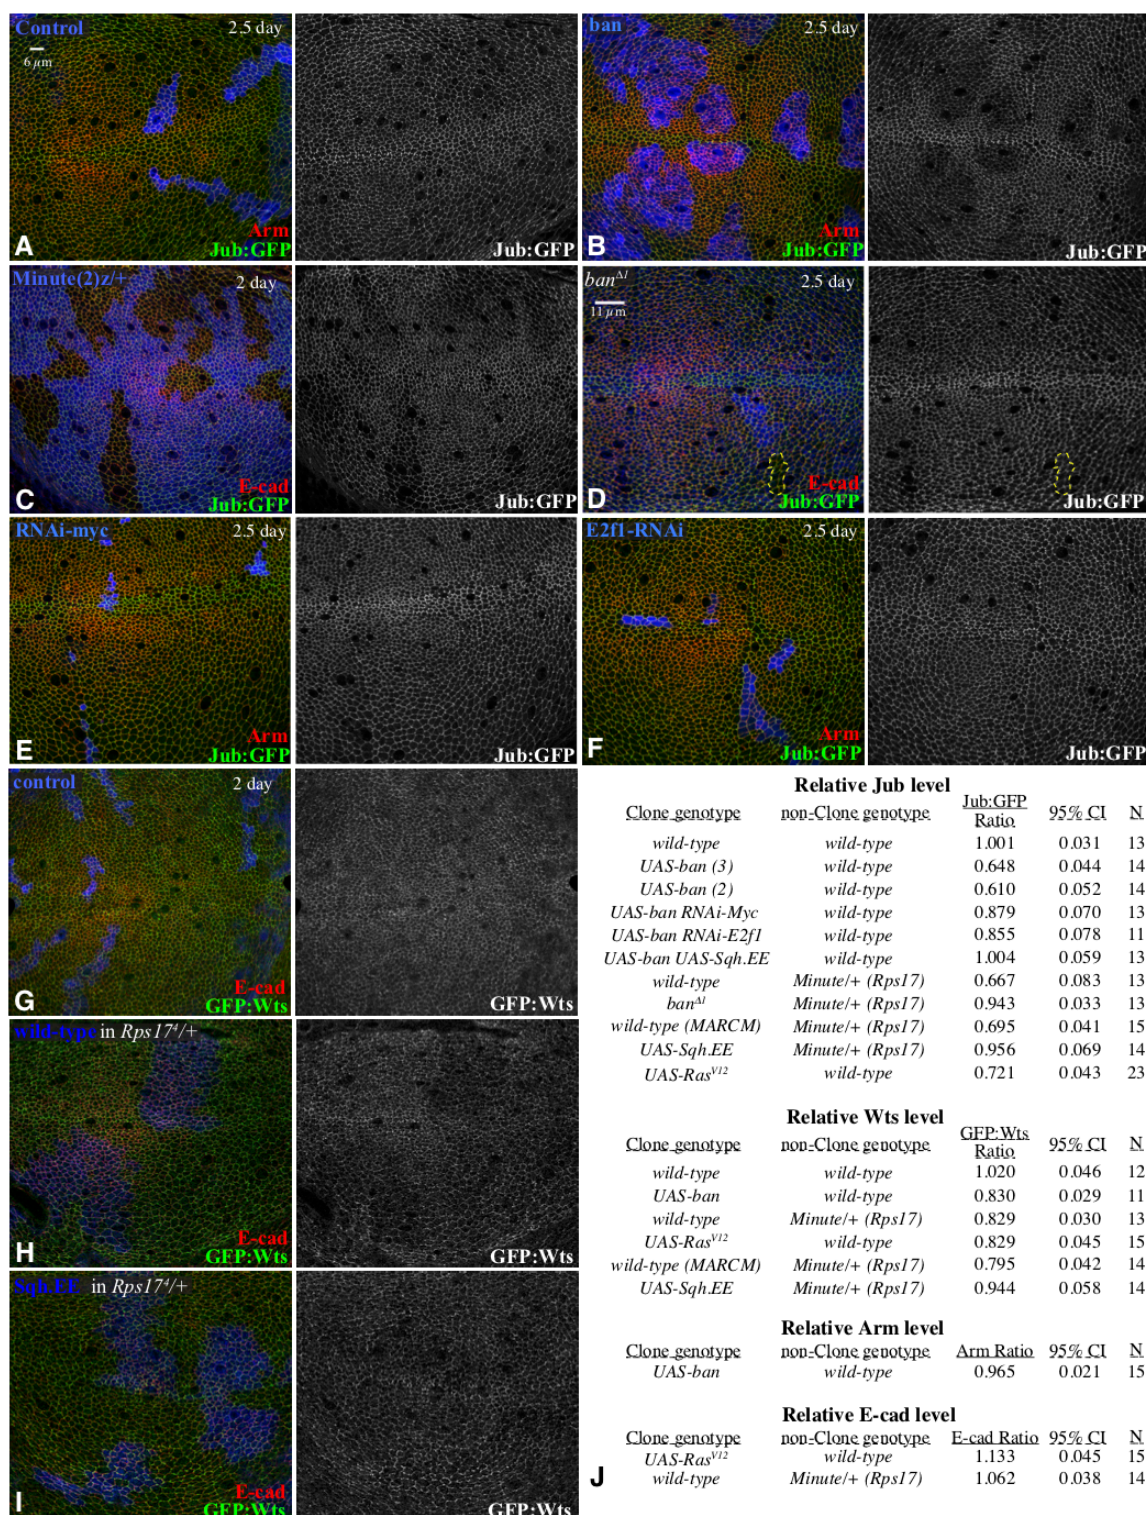 Control 2.5 day
6 μm
Arm
Jub:GFP
A
Jub:GFP
ban 2.5 day
Arm
Jub:GFP
B
Jub:GFP
Minute(2)z/+ 2 day
E-cad
Jub:GFP
C
Jub:GFP
ban^Δ1 2.5 day
11 μm
E-cad
Jub:GFP
D
Jub:GFP
RNAi-myc 2.5 day
Arm
Jub:GFP
E
Jub:GFP
E2f1-RNAi 2.5 day
Arm
Jub:GFP
F
Jub:GFP
control 2 day
E-cad
GFP:Wts
G
GFP:Wts
wild-type in Rps17⁴/+
E-cad
GFP:Wts
H
GFP:Wts
Sqh.EE in Rps17⁴/+
E-cad
GFP:Wts
I
GFP:Wts
Relative Jub level
Clone genotype non-Clone genotype Jub:GFP Ratio 95% CI N
wild-type wild-type 1.001 0.031 13
UAS-ban (3) wild-type 0.648 0.044 14
UAS-ban (2) wild-type 0.610 0.052 14
UAS-ban RNAi-Myc wild-type 0.879 0.070 13
UAS-ban RNAi-E2f1 wild-type 0.855 0.078 11
UAS-ban UAS-Sqh.EE wild-type 1.004 0.059 13
wild-type Minute/+ (Rps17) 0.667 0.083 13
ban^Δ1 Minute/+ (Rps17) 0.943 0.033 13
wild-type (MARCM) Minute/+ (Rps17) 0.695 0.041 15
UAS-Sqh.EE Minute/+ (Rps17) 0.956 0.069 14
UAS-Ras^V12 wild-type 0.721 0.043 23
Relative Wts level
Clone genotype non-Clone genotype GFP:Wts Ratio 95% CI N
wild-type wild-type 1.020 0.046 12
UAS-ban wild-type 0.830 0.029 11
wild-type Minute/+ (Rps17) 0.829 0.030 13
UAS-Ras^V12 wild-type 0.829 0.045 15
wild-type (MARCM) Minute/+ (Rps17) 0.795 0.042 14
UAS-Sqh.EE Minute/+ (Rps17) 0.944 0.058 14
Relative Arm level
Clone genotype non-Clone genotype Arm Ratio 95% CI N
UAS-ban wild-type 0.965 0.021 15
Relative E-cad level
Clone genotype non-Clone genotype E-cad Ratio 95% CI N
UAS-Ras^V12 wild-type 1.133 0.045 15
wild-type Minute/+ (Rps17) 1.062 0.038 14
J